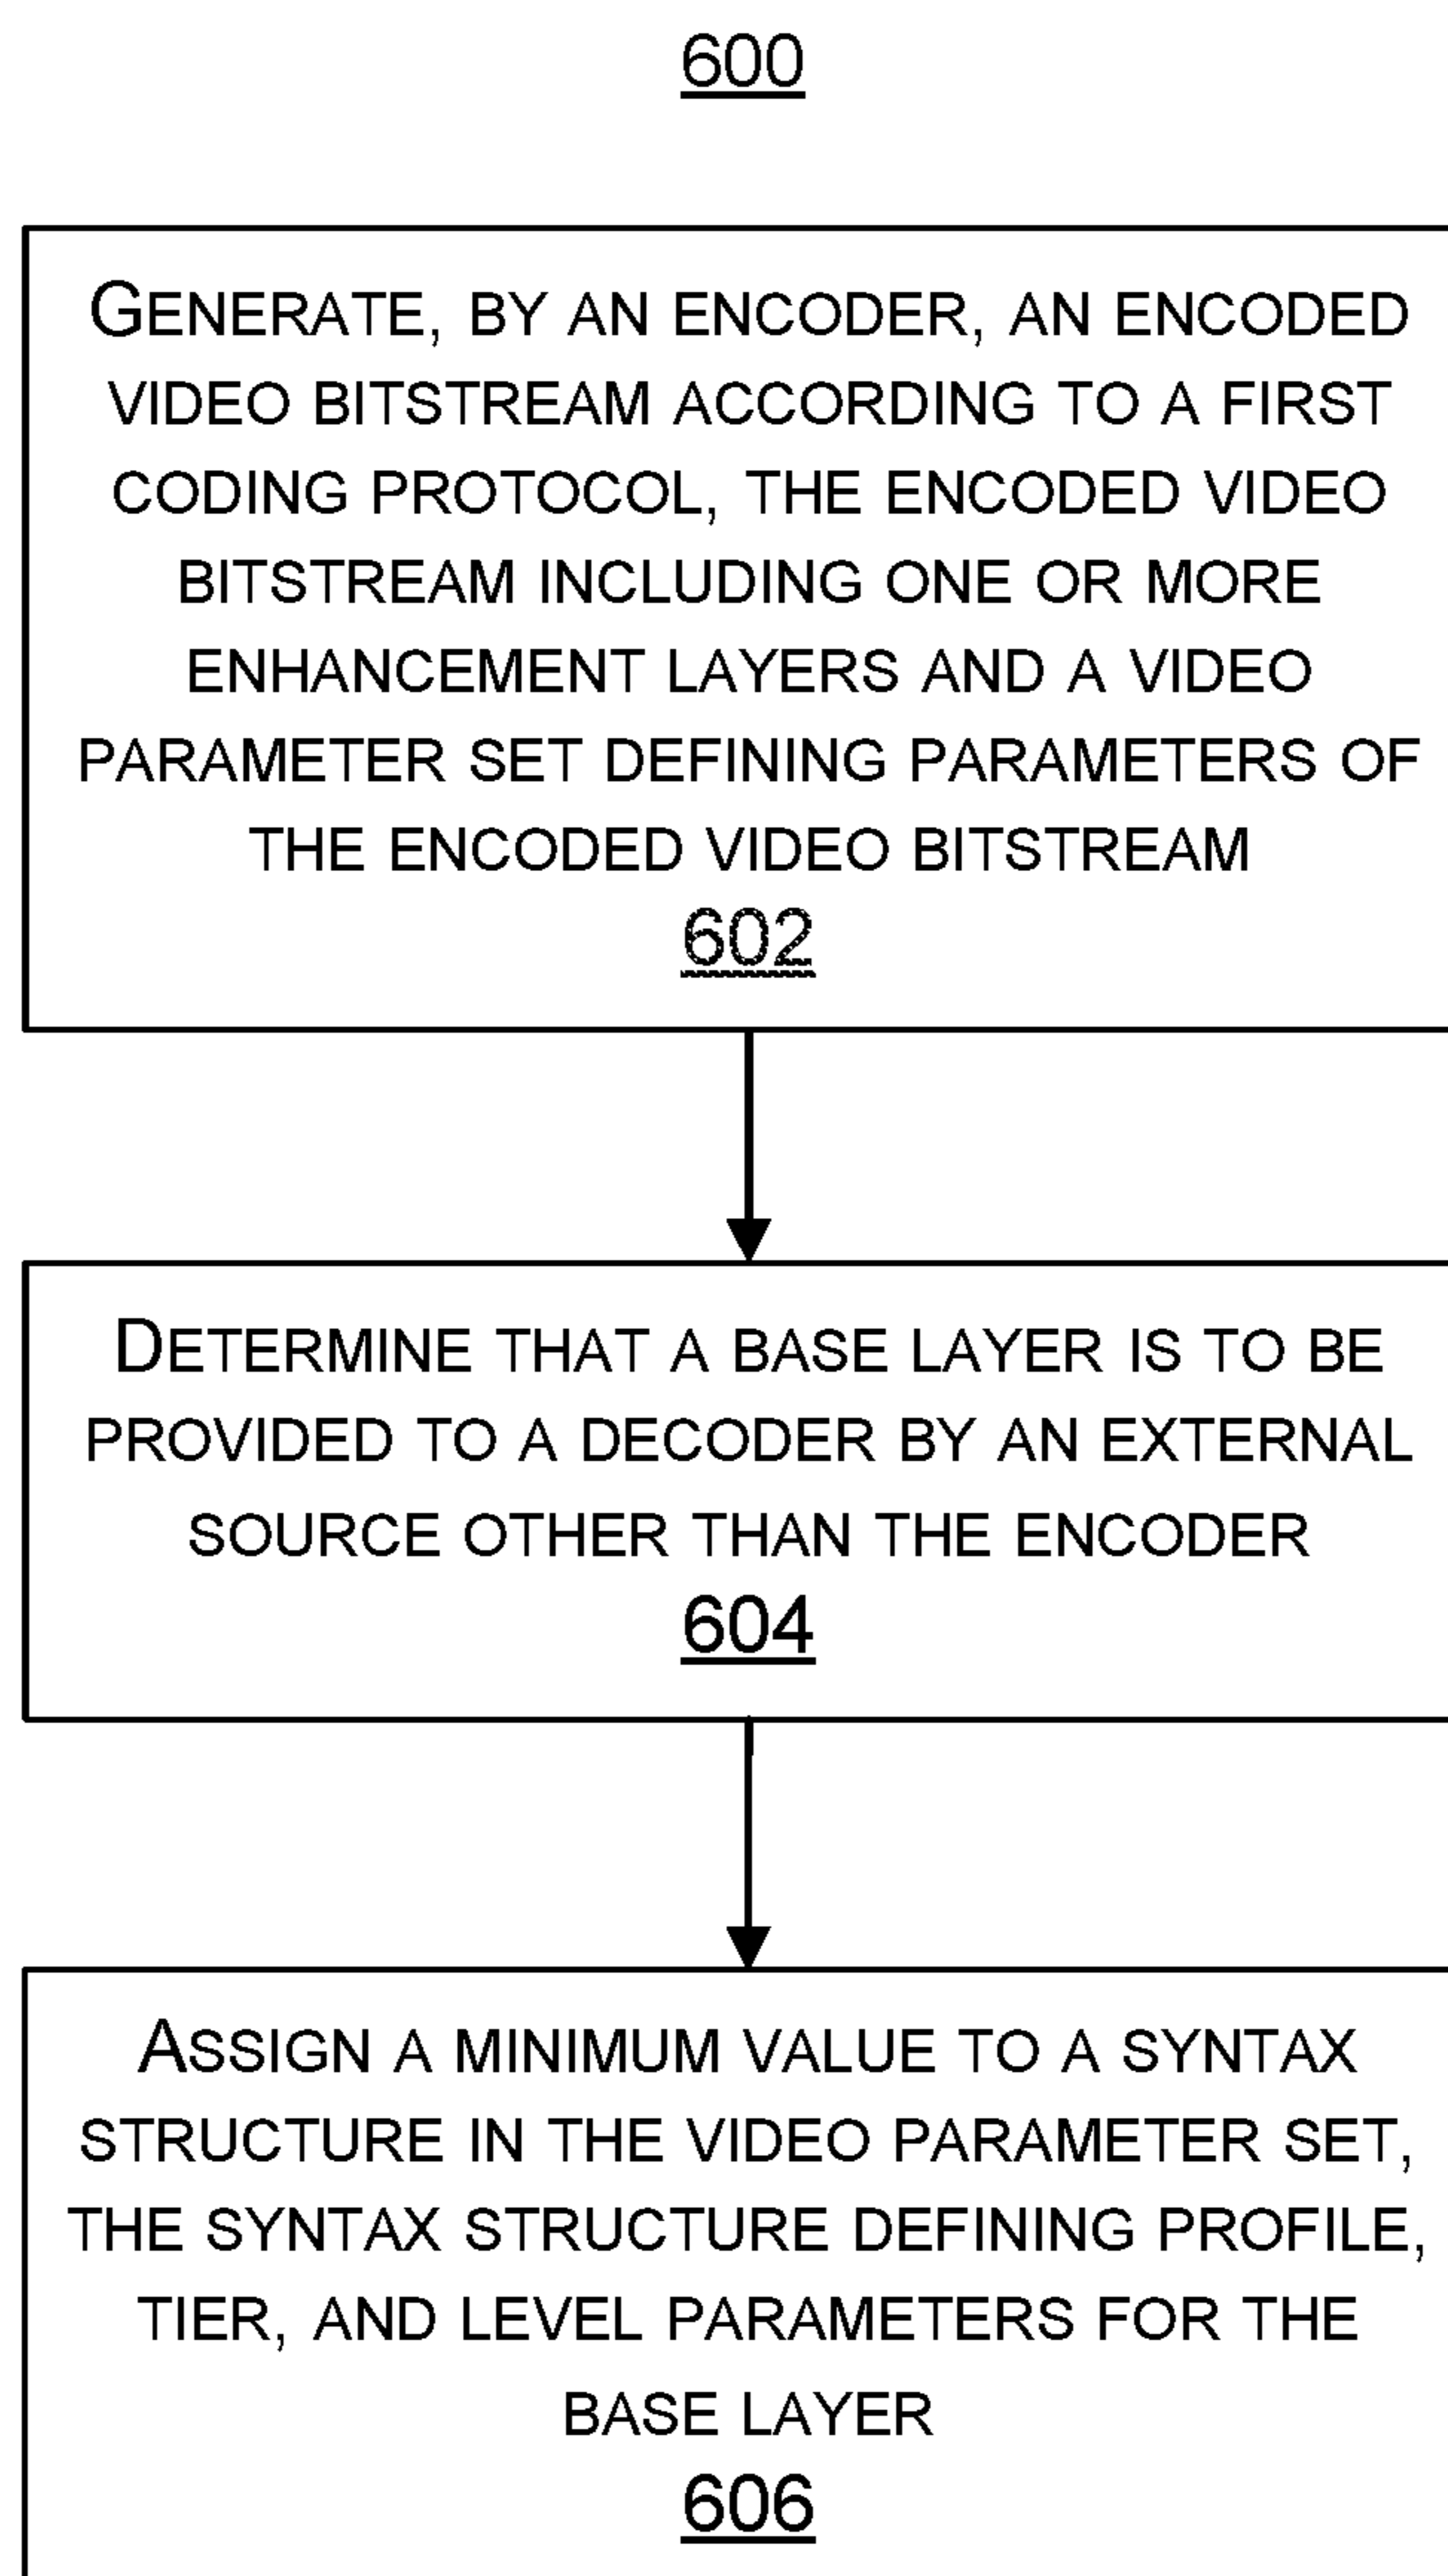 600
GENERATE, BY AN ENCODER, AN ENCODED
VIDEO BITSTREAM ACCORDING TO A FIRST
CODING PROTOCOL, THE ENCODED VIDEO
BITSTREAM INCLUDING ONE OR MORE
ENHANCEMENT LAYERS AND A VIDEO
PARAMETER SET DEFINING PARAMETERS OF
THE ENCODED VIDEO BITSTREAM
602
DETERMINE THAT A BASE LAYER IS TO BE
PROVIDED TO A DECODER BY AN EXTERNAL
SOURCE OTHER THAN THE ENCODER
604
ASSIGN A MINIMUM VALUE TO A SYNTAX
STRUCTURE IN THE VIDEO PARAMETER SET,
THE SYNTAX STRUCTURE DEFINING PROFILE,
TIER, AND LEVEL PARAMETERS FOR THE
BASE LAYER
606